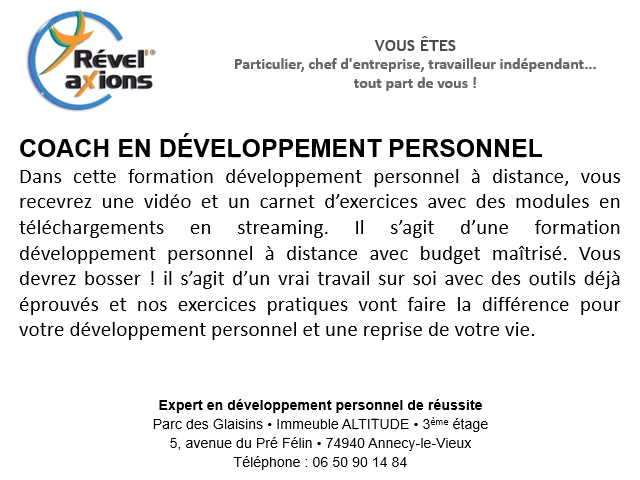 Rével'®
aXions
VOUS ÊTES
Particulier, chef d'entreprise, travailleur indépendant...
tout part de vous !
COACH EN DÉVELOPPEMENT PERSONNEL
Dans cette formation développement personnel à distance, vous
recevrez une vidéo et un carnet d’exercices avec des modules en
téléchargements en streaming. Il s’agit d’une formation
développement personnel à distance avec budget maîtrisé. Vous
devrez bosser ! il s’agit d’un vrai travail sur soi avec des outils déjà
éprouvés et nos exercices pratiques vont faire la différence pour
votre développement personnel et une reprise de votre vie.
Expert en développement personnel de réussite
Parc des Glaisins • Immeuble ALTITUDE • 3ème étage
5, avenue du Pré Félin • 74940 Annecy-le-Vieux
Téléphone : 06 50 90 14 84